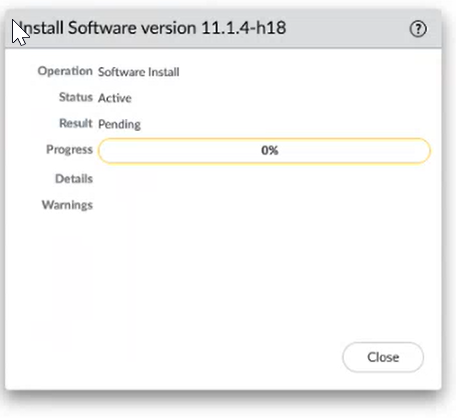 Install Software version 11.1.4-h18
?
Operation Software Install
Status Active
Result Pending
Progress 0%
Details
Warnings
Close